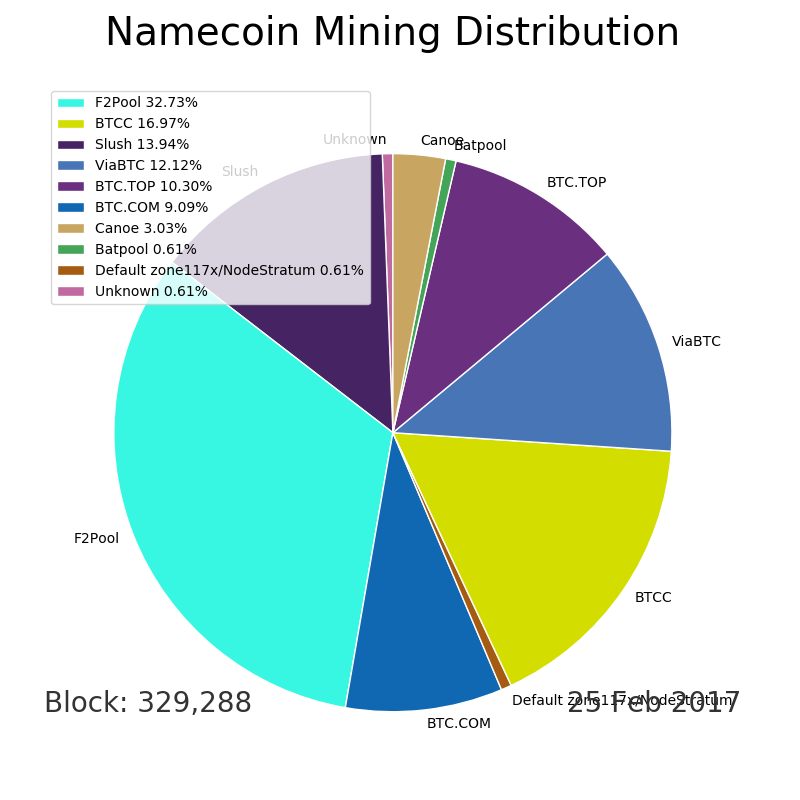 Namecoin Mining Distribution
F2Pool 32.73%
BTCC 16.97%
Slush 13.94%
ViaBTC 12.12%
BTC.TOP 10.30%
BTC.COM 9.09%
Canoe 3.03%
Batpool 0.61%
Default zone117x/NodeStratum 0.61%
Unknown 0.61%
Unknown
Canoe
Batpool
Slush
BTC.TOP
ViaBTC
F2Pool
BTCC
Default zone117x/NodeStratum
BTC.COM
Block: 329,288
25 Feb 2017